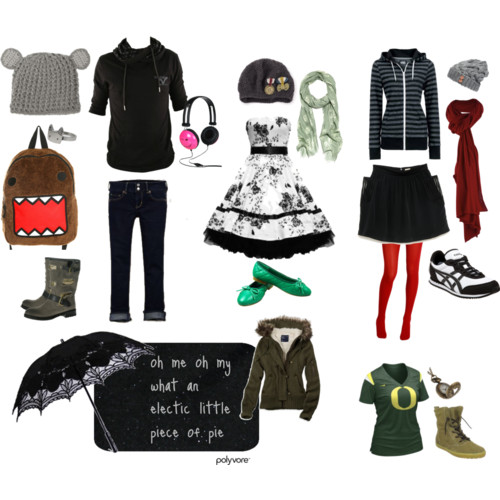 O
oh me oh my
what an
electic little
piece of pie
polyvore